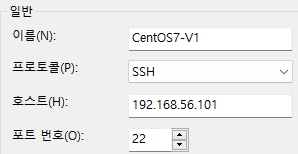 일반
이름(N): CentOS7-V1
프로토콜(P): SSH
호스트(H): 192.168.56.101
포트 번호(O): 22